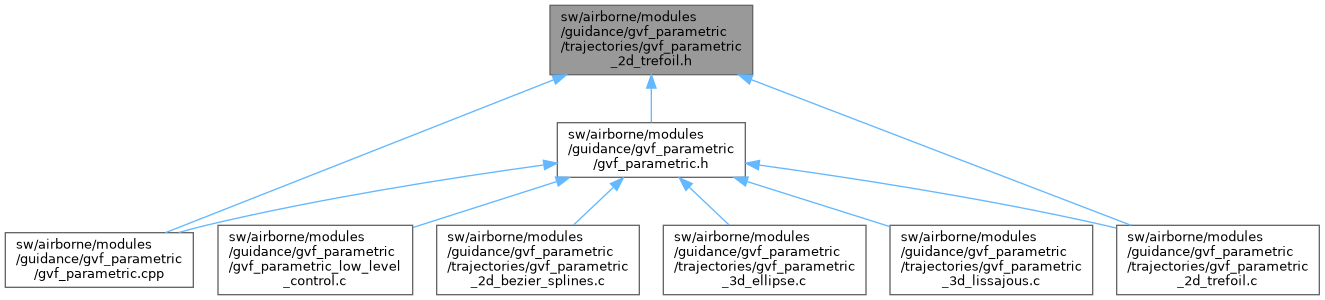 sw/airborne/modules
/guidance/gvf_parametric
/trajectories/gvf_parametric
_2d_trefoil.h
sw/airborne/modules
/guidance/gvf_parametric
/gvf_parametric.h
sw/airborne/modules
/guidance/gvf_parametric
/gvf_parametric.cpp
sw/airborne/modules
/guidance/gvf_parametric
/gvf_parametric_low_level
_control.c
sw/airborne/modules
/guidance/gvf_parametric
/trajectories/gvf_parametric
_2d_bezier_splines.c
sw/airborne/modules
/guidance/gvf_parametric
/trajectories/gvf_parametric
_3d_ellipse.c
sw/airborne/modules
/guidance/gvf_parametric
/trajectories/gvf_parametric
_3d_lissajous.c
sw/airborne/modules
/guidance/gvf_parametric
/trajectories/gvf_parametric
_2d_trefoil.c